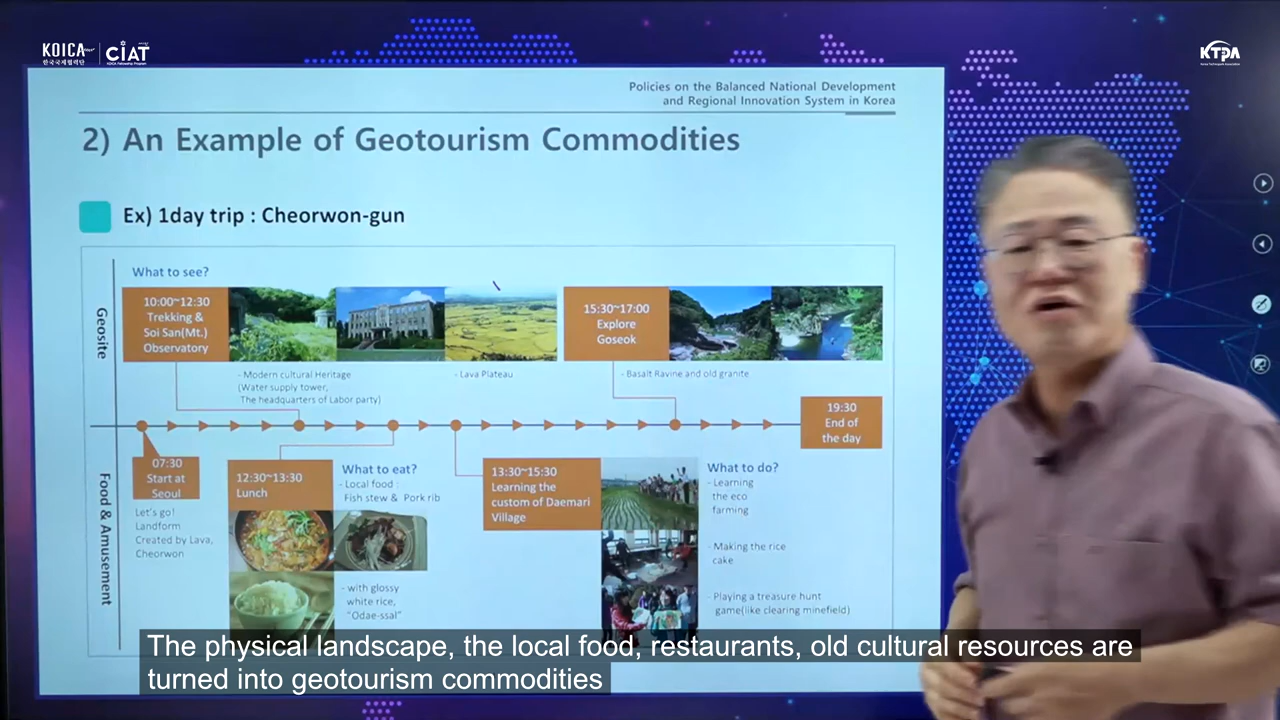 KOICA
한국국제협력단
CIAT
KOICA Fellowship Program
KTPA
Korea Technopark Association
Policies on the Balanced National Development
and Regional Innovation System in Korea
2) An Example of Geotourism Commodities
Ex) 1day trip : Cheorwon-gun
Geosite
What to see?
10:00~12:30
Trekking &
Soi San(Mt.)
Observatory
15:30~17:00
Explore
Goseok
- Modern cultural Heritage
(Water supply tower,
The headquarters of Labor party)
- Lava Plateau
- Basalt Ravine and old granite
19:30
End of
the day
Food & Amusement
07:30
Start at
Seoul
Let's go!
Landform
Created by Lava,
Cheorwon
12:30~13:30
Lunch
What to eat?
- Local food :
Fish stew & Pork rib
- with glossy
white rice,
"Odae-ssal"
13:30~15:30
Learning the
custom of Daemari
Village
What to do?
- Learning
the eco
farming
- Making the rice
cake
- Playing a treasure hunt
game(like clearing minefield)
The physical landscape, the local food, restaurants, old cultural resources are
turned into geotourism commodities